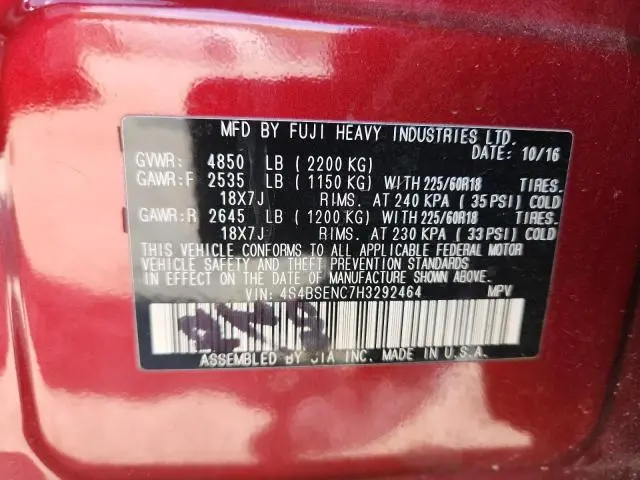 MFD BY FUJI HEAVY INDUSTRIES LTD.
DATE: 10/16
GVWR: 4850 LB ( 2200 KG)
GAWR:F 2535 LB ( 1150 KG) WITH 225/60R18 TIRES.
18X7J RIMS. AT 240 KPA ( 35 PSI) COLD
GAWR:R 2645 LB ( 1200 KG) WITH 225/60R18 TIRES.
18X7J RIMS. AT 230 KPA ( 33 PSI) COLD
THIS VEHICLE CONFORMS TO ALL APPLICABLE FEDERAL MOTOR
VEHICLE SAFETY AND THEFT PREVENTION STANDARDS
IN EFFECT ON THE DATE OF MANUFACTURE SHOWN ABOVE.
VIN: 4S4BSENC7H3292464 MPV
ASSEMBLED BY SIA INC. MADE IN U.S.A.